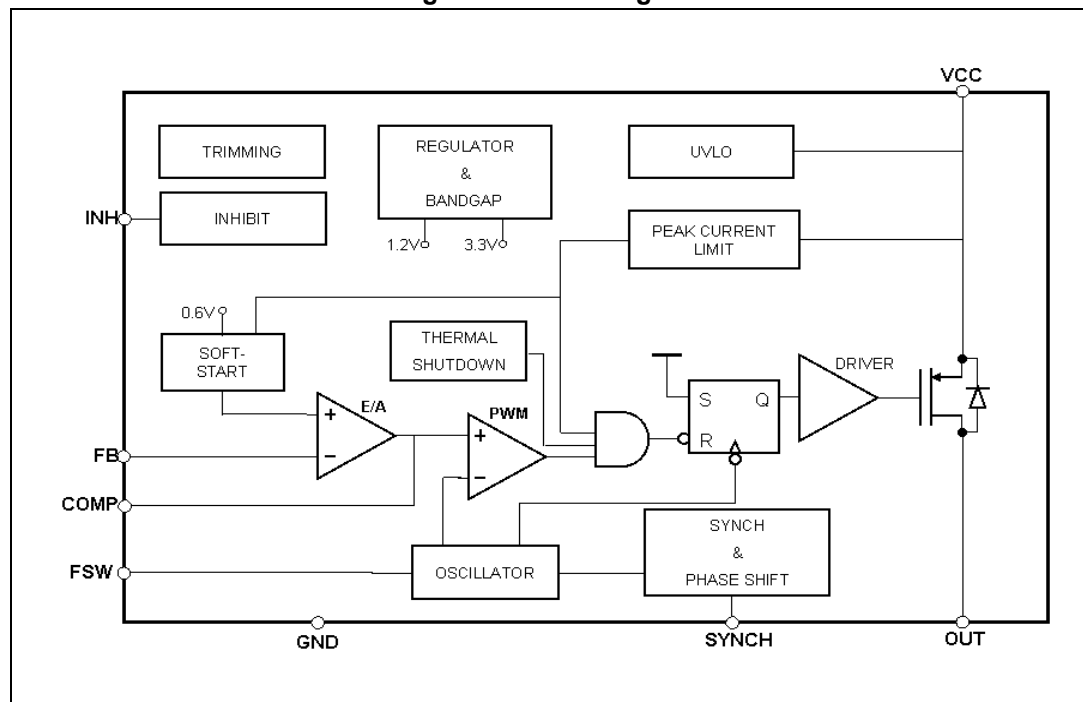 VCC
TRIMMING
REGULATOR
&
BANDGAP
UVLO
INH
INHIBIT
1.2V
3.3V
PEAK CURRENT
LIMIT
0.6V
SOFT-
START
THERMAL
SHUTDOWN
DRIVER
E/A
PWM
+
-
+
-
S
Q
R
FB
COMP
SYNCH
&
PHASE SHIFT
FSW
OSCILLATOR
GND
SYNCH
OUT